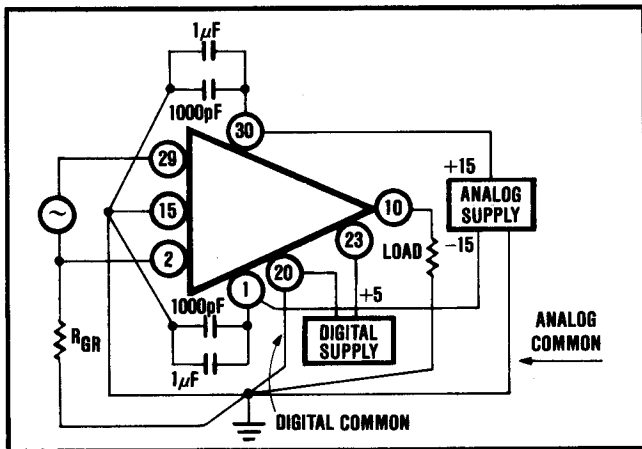 1μF
1000pF
30
29
+15
ANALOG
SUPPLY
15
10
23
LOAD
-15
2
20
1
+5
1000pF
DIGITAL
SUPPLY
ANALOG
COMMON
RGR
1μF
DIGITAL COMMON